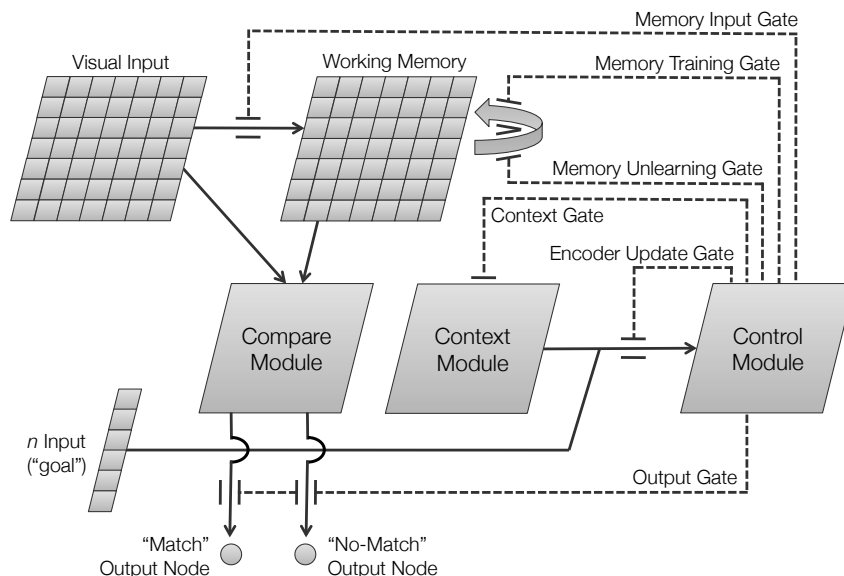 Memory Input Gate
Visual Input
Working Memory
Memory Training Gate
Memory Unlearning Gate
Context Gate
Encoder Update Gate
Compare
Module
Context
Module
Control
Module
n Input
(“goal”)
Output Gate
“Match”
Output Node
“No-Match”
Output Node